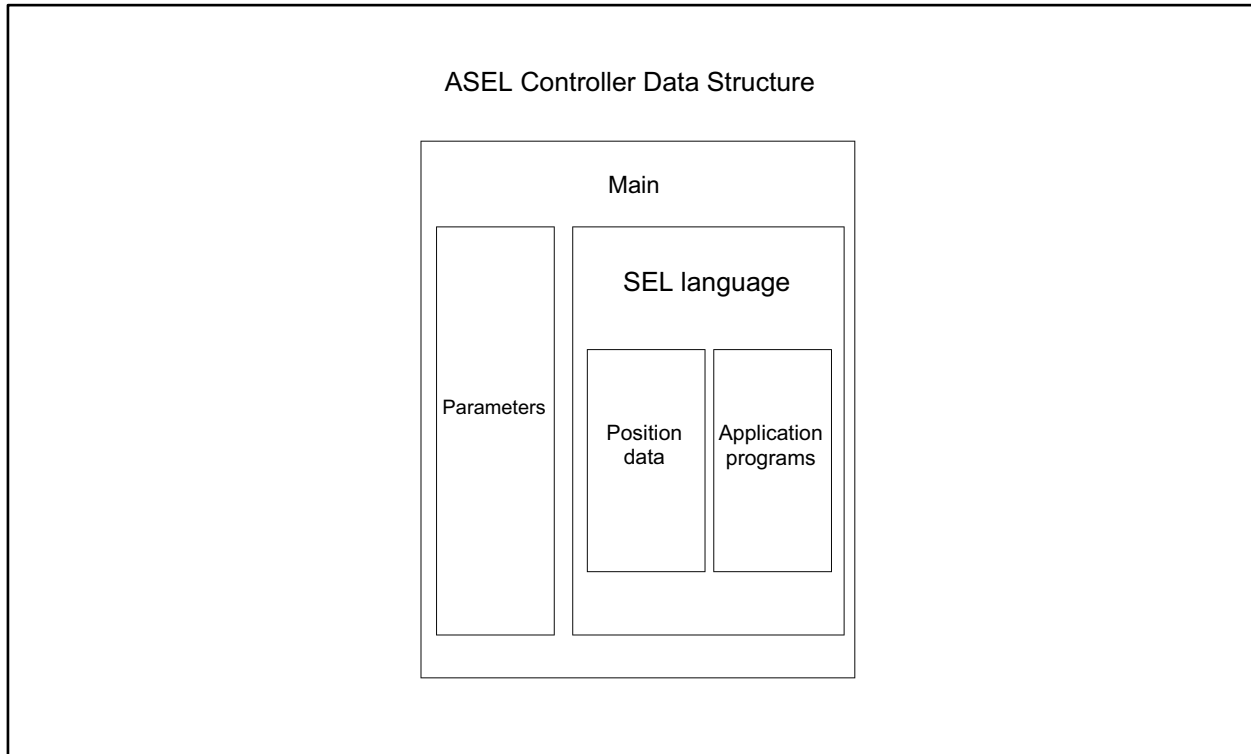 ASEL Controller Data Structure
Main
SEL language
Parameters
Position
data
Application
programs